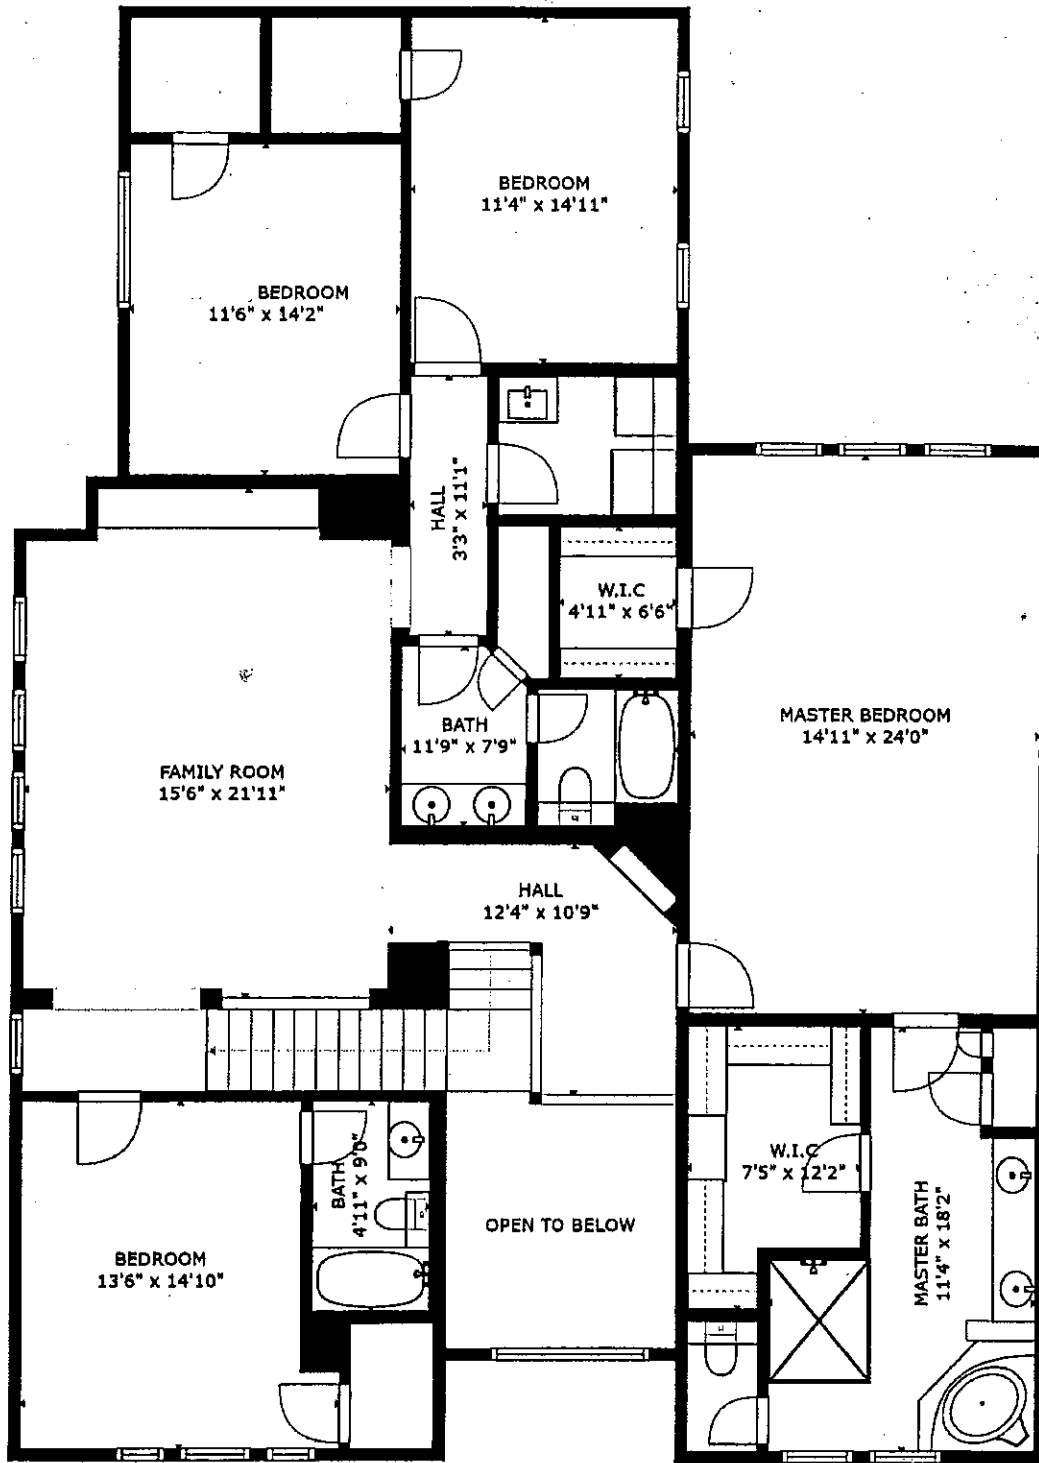 BEDROOM
11'4" x 14'11"
BEDROOM
11'6" x 14'2"
HALL
3'3" x 11'1"
W.I.C
4'11" x 6'6"
MASTER BEDROOM
14'11" x 24'0"
BATH
11'9" x 7'9"
FAMILY ROOM
15'6" x 21'11"
HALL
12'4" x 10'9"
BATH
4'11" x 9'0"
W.I.C
7'5" x 12'2"
MASTER BATH
11'4" x 18'2"
OPEN TO BELOW
BEDROOM
13'6" x 14'10"